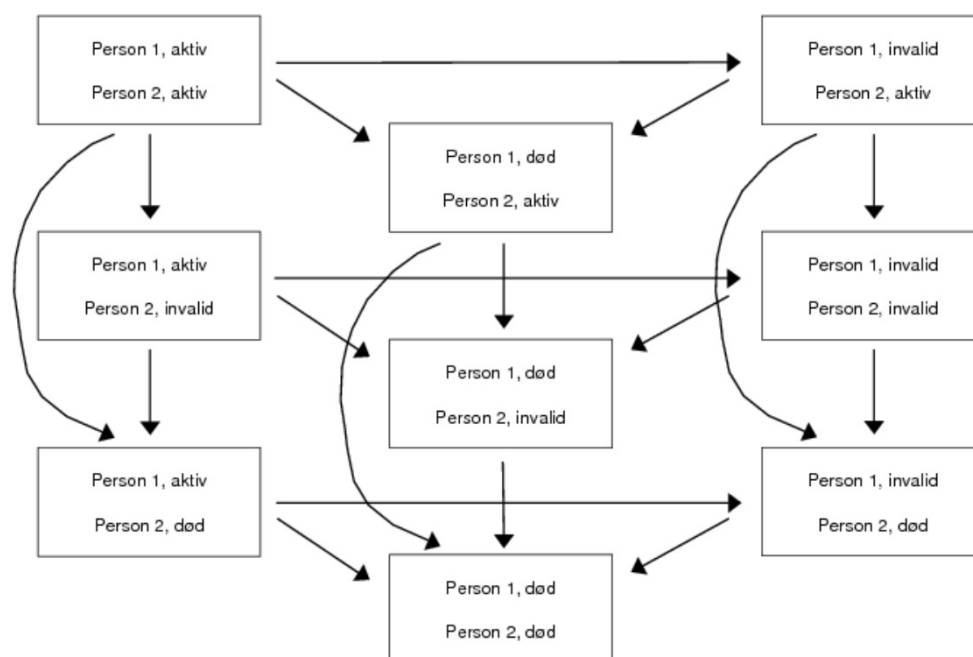 Person 1, aktiv
Person 2, aktiv
Person 1, invalid
Person 2, aktiv
Person 1, død
Person 2, aktiv
Person 1, aktiv
Person 2, invalid
Person 1, invalid
Person 2, invalid
Person 1, død
Person 2, invalid
Person 1, aktiv
Person 2, død
Person 1, invalid
Person 2, død
Person 1, død
Person 2, død